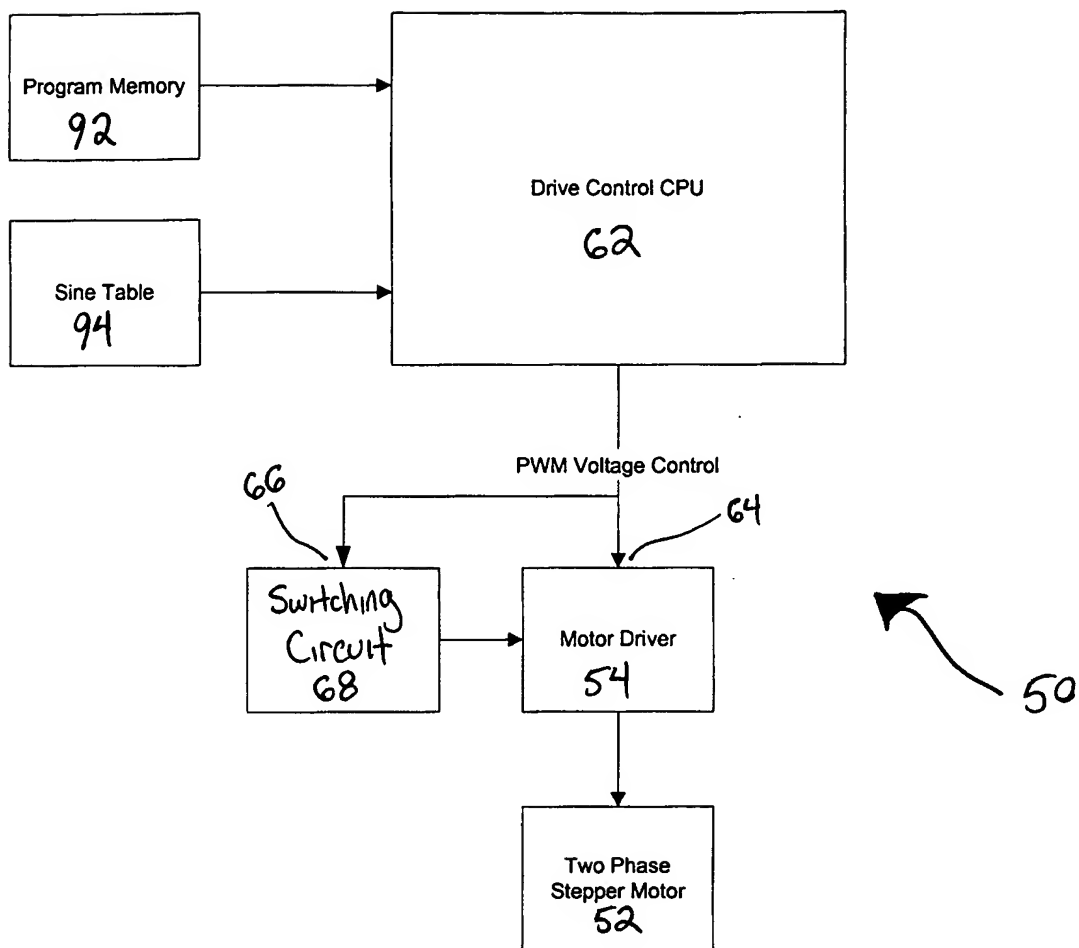 Program Memory
92
Drive Control CPU
62
Sine Table
94
PWM Voltage Control
66
64
Switching
Circuit
68
Motor Driver
54
50
Two Phase
Stepper Motor
52